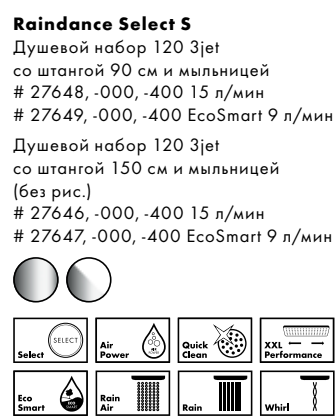 Raindance Select S
Душевой набор 120 3jet
со штангой 90 см и мыльницей
# 27648, -000, -400 15 л/мин
# 27649, -000, -400 EcoSmart 9 л/мин
Душевой набор 120 3jet
со штангой 150 см и мыльницей
(без рис.)
# 27646, -000, -400 15 л/мин
# 27647, -000, -400 EcoSmart 9 л/мин
SELECT
Select
Air
Power
Quick
Clean
XXL
Performance
Eco
Smart
Rain
Air
Rain
Whirl